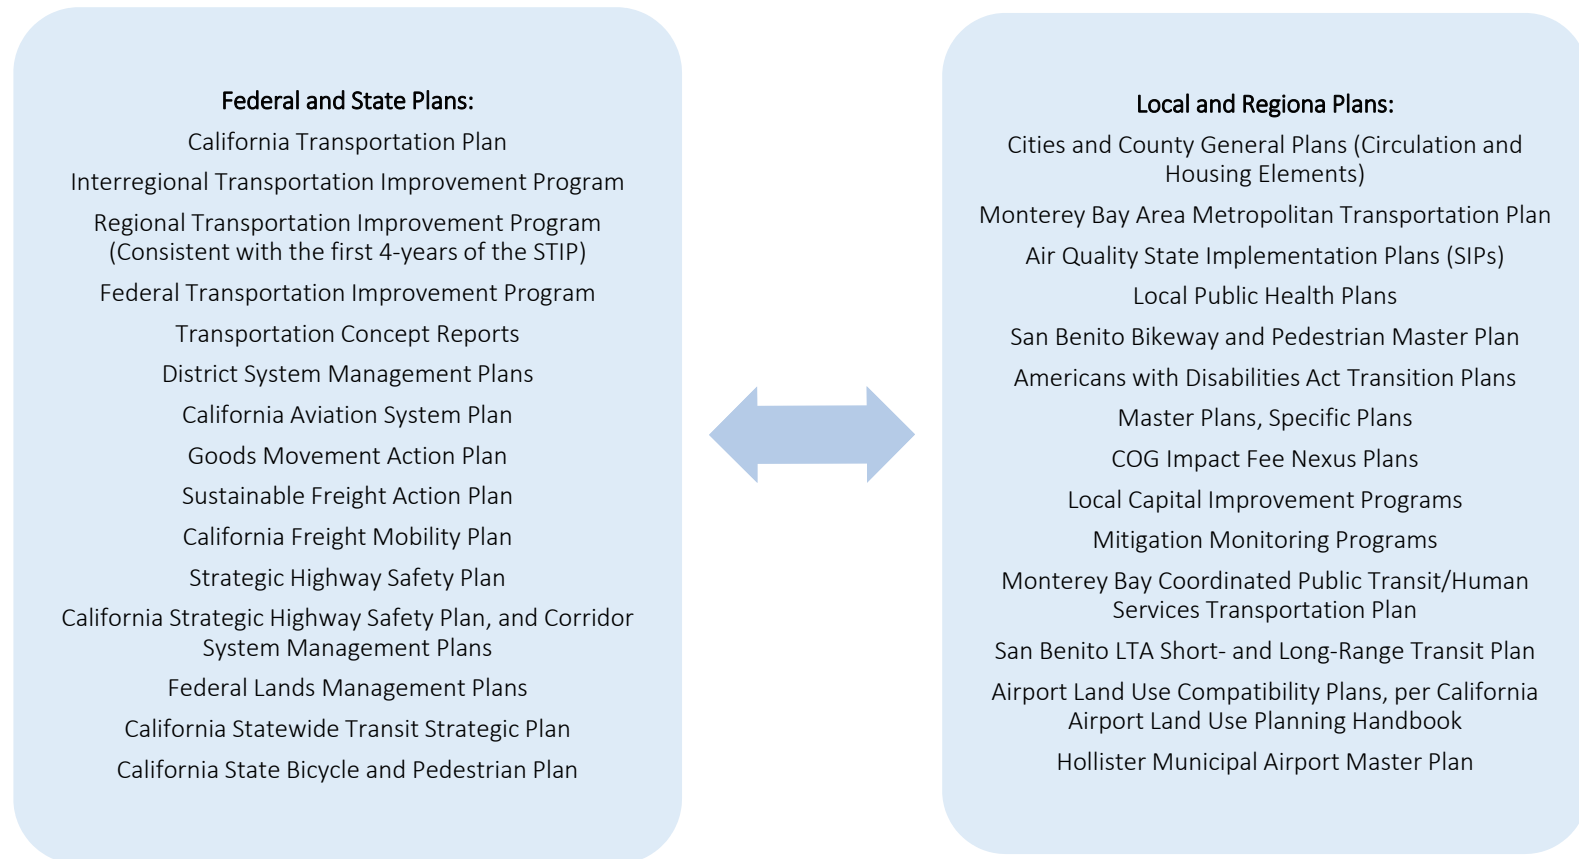 Federal and State Plans:
California Transportation Plan
Interregional Transportation Improvement Program
Regional Transportation Improvement Program
(Consistent with the first 4-years of the STIP)
Federal Transportation Improvement Program
Transportation Concept Reports
District System Management Plans
California Aviation System Plan
Goods Movement Action Plan
Sustainable Freight Action Plan
California Freight Mobility Plan
Strategic Highway Safety Plan
California Strategic Highway Safety Plan, and Corridor
System Management Plans
Federal Lands Management Plans
California Statewide Transit Strategic Plan
California State Bicycle and Pedestrian Plan
Local and Regiona Plans:
Cities and County General Plans (Circulation and
Housing Elements)
Monterey Bay Area Metropolitan Transportation Plan
Air Quality State Implementation Plans (SIPs)
Local Public Health Plans
San Benito Bikeway and Pedestrian Master Plan
Americans with Disabilities Act Transition Plans
Master Plans, Specific Plans
COG Impact Fee Nexus Plans
Local Capital Improvement Programs
Mitigation Monitoring Programs
Monterey Bay Coordinated Public Transit/Human
Services Transportation Plan
San Benito LTA Short- and Long-Range Transit Plan
Airport Land Use Compatibility Plans, per California
Airport Land Use Planning Handbook
Hollister Municipal Airport Master Plan